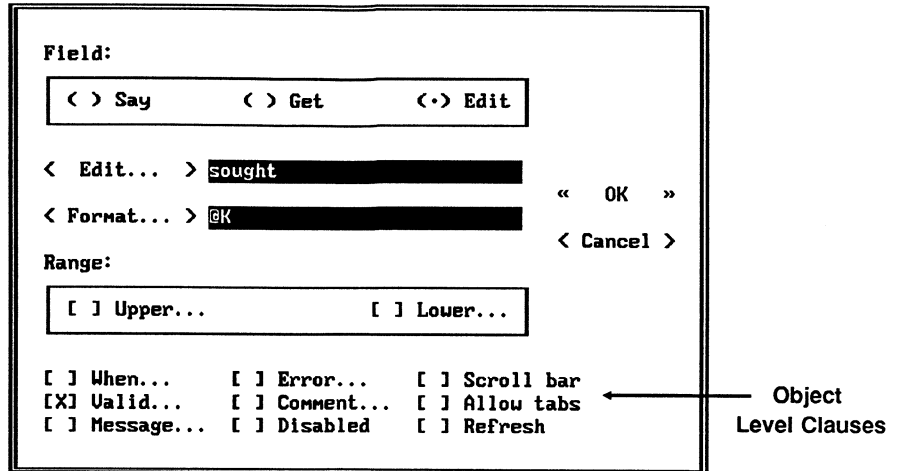 Field:
( ) Say ( ) Get (·) Edit
< Edit... > sought
< Format... > @K
« OK »
< Cancel >
Range:
[ ] Upper... [ ] Lower...
[ ] When... [ ] Error... [ ] Scroll bar
[X] Valid... [ ] Comment... [ ] Allow tabs
[ ] Message... [ ] Disabled [ ] Refresh
Object
Level Clauses